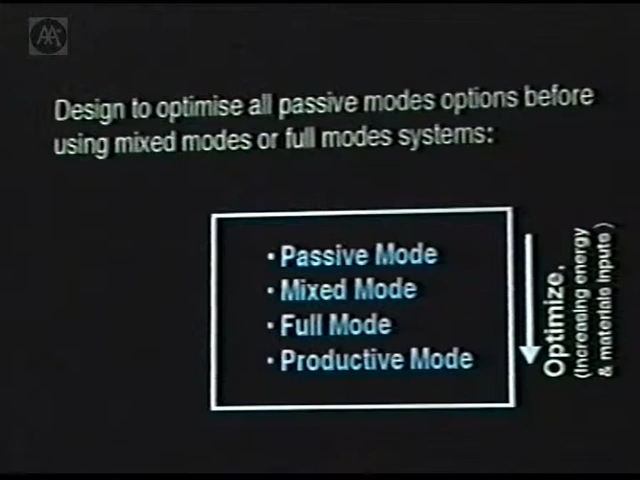 AA
Design to optimise all passive modes options before
using mixed modes or full modes systems:
• Passive Mode
• Mixed Mode
• Full Mode
• Productive Mode
Optimize,
(Increasing energy
& materials inputs)